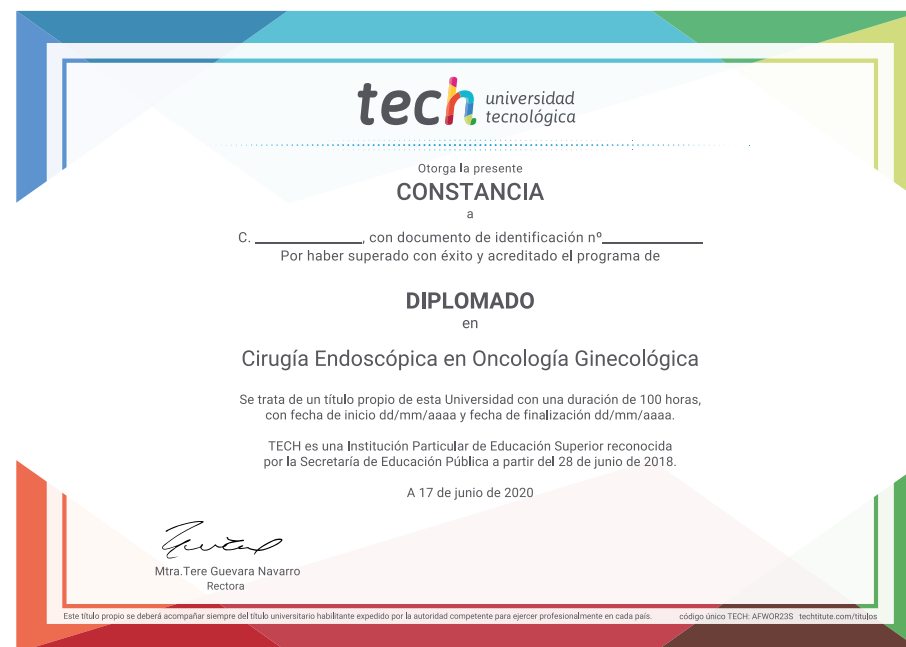 tech universidad
tecnológica
Otorga la presente
CONSTANCIA
a
C. ______________, con documento de identificación nº_____________
Por haber superado con éxito y acreditado el programa de
DIPLOMADO
en
Cirugía Endoscópica en Oncología Ginecológica
Se trata de un título propio de esta Universidad con una duración de 100 horas,
con fecha de inicio dd/mm/aaaa y fecha de finalización dd/mm/aaaa.
TECH es una Institución Particular de Educación Superior reconocida
por la Secretaría de Educación Pública a partir del 28 de junio de 2018.
A 17 de junio de 2020
Mtra.Tere Guevara Navarro
Rectora
Este título propio se deberá acompañar siempre del título universitario habilitante expedido por la autoridad competente para ejercer profesionalmente en cada país. código único TECH: AFWOR23S techtitute.com/titulos